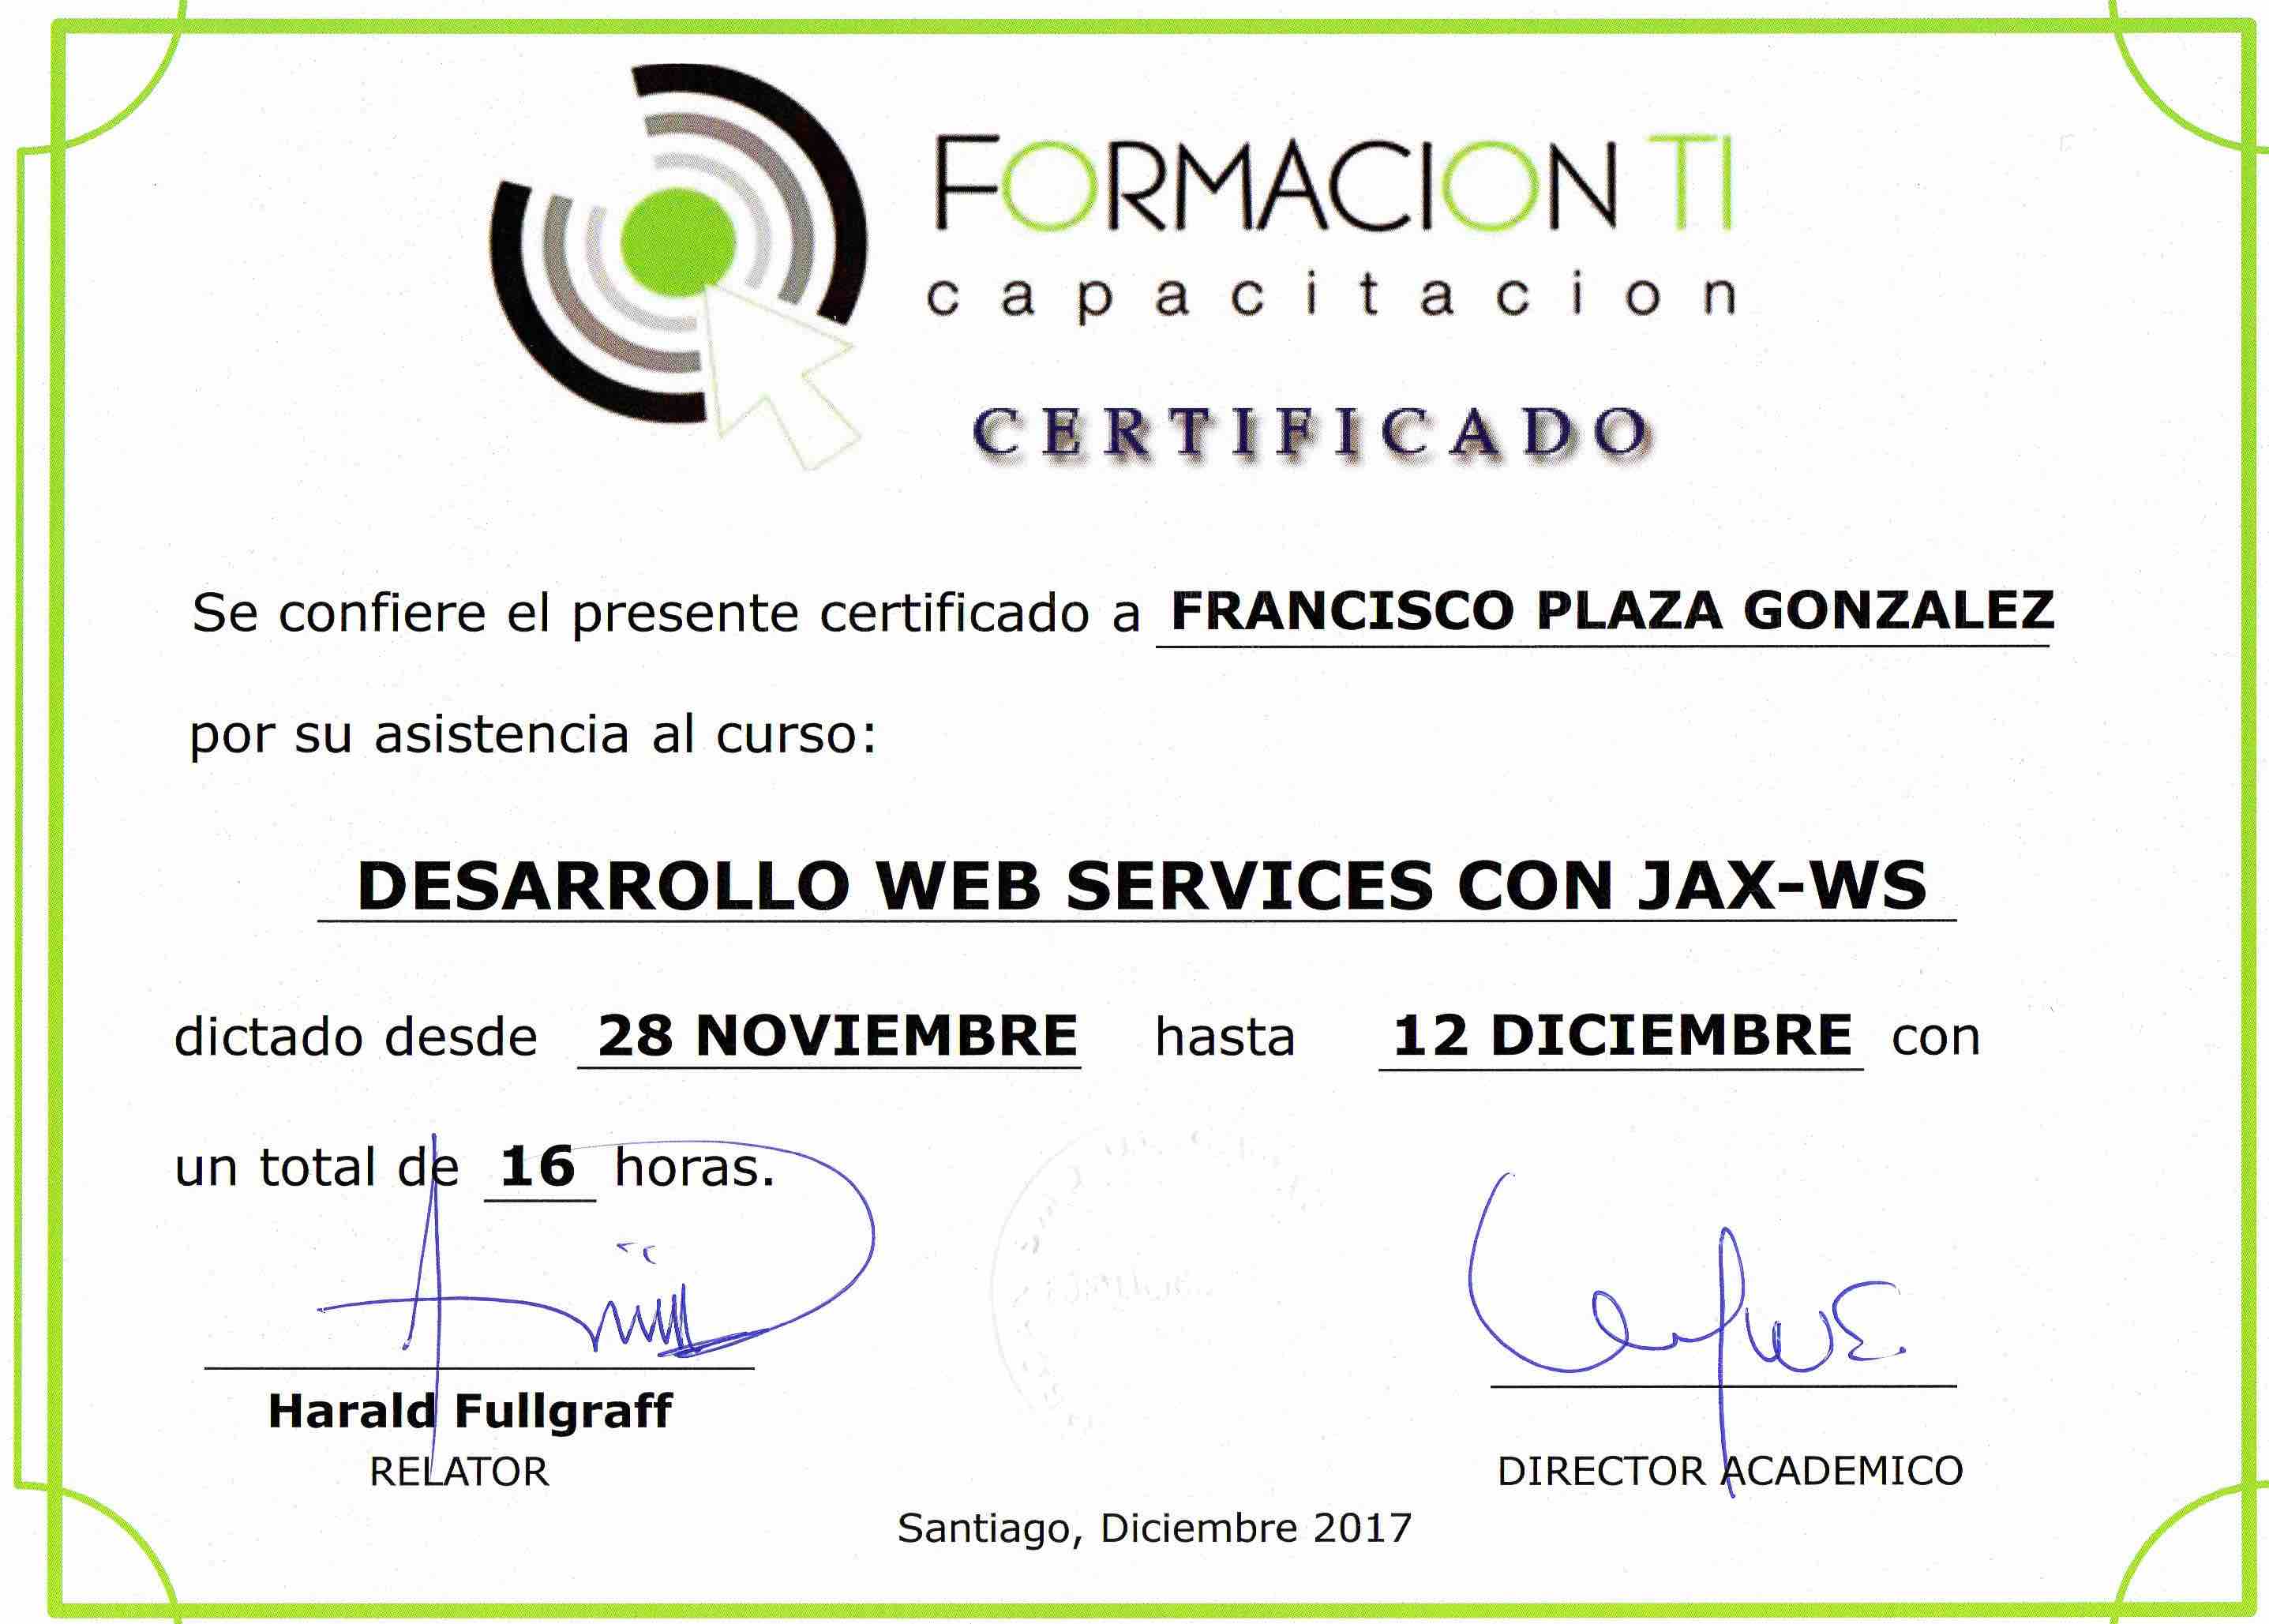 FORMACION TI
capacitacion
CERTIFICADO
Se confiere el presente certificado a FRANCISCO PLAZA GONZALEZ
por su asistencia al curso:
DESARROLLO WEB SERVICES CON JAX-WS
dictado desde 28 NOVIEMBRE hasta 12 DICIEMBRE con
un total de 16 horas.
Harald Fullgraff
RELATOR
DIRECTOR ACADEMICO
Santiago, Diciembre 2017